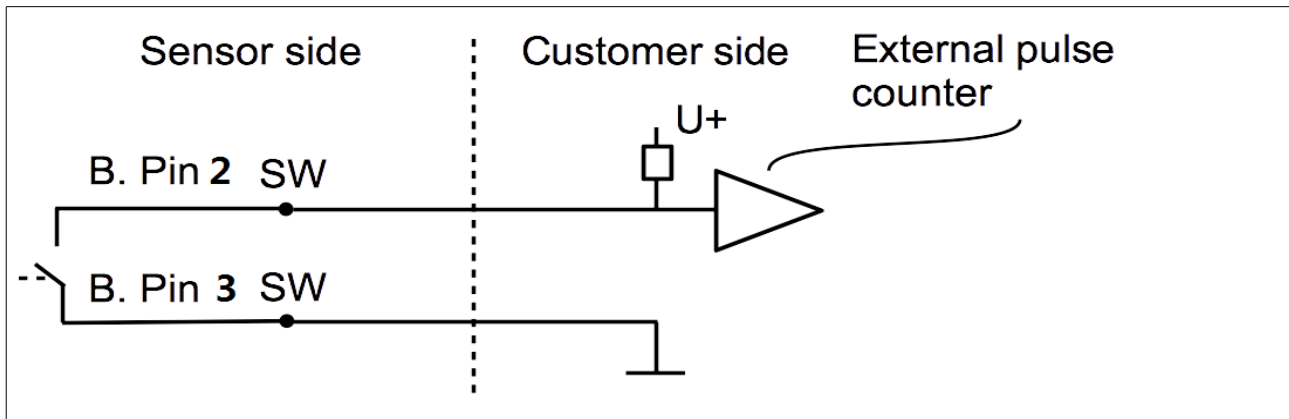 Sensor side
Customer side
External pulse
counter
U+
B. Pin 2 SW
B. Pin 3 SW